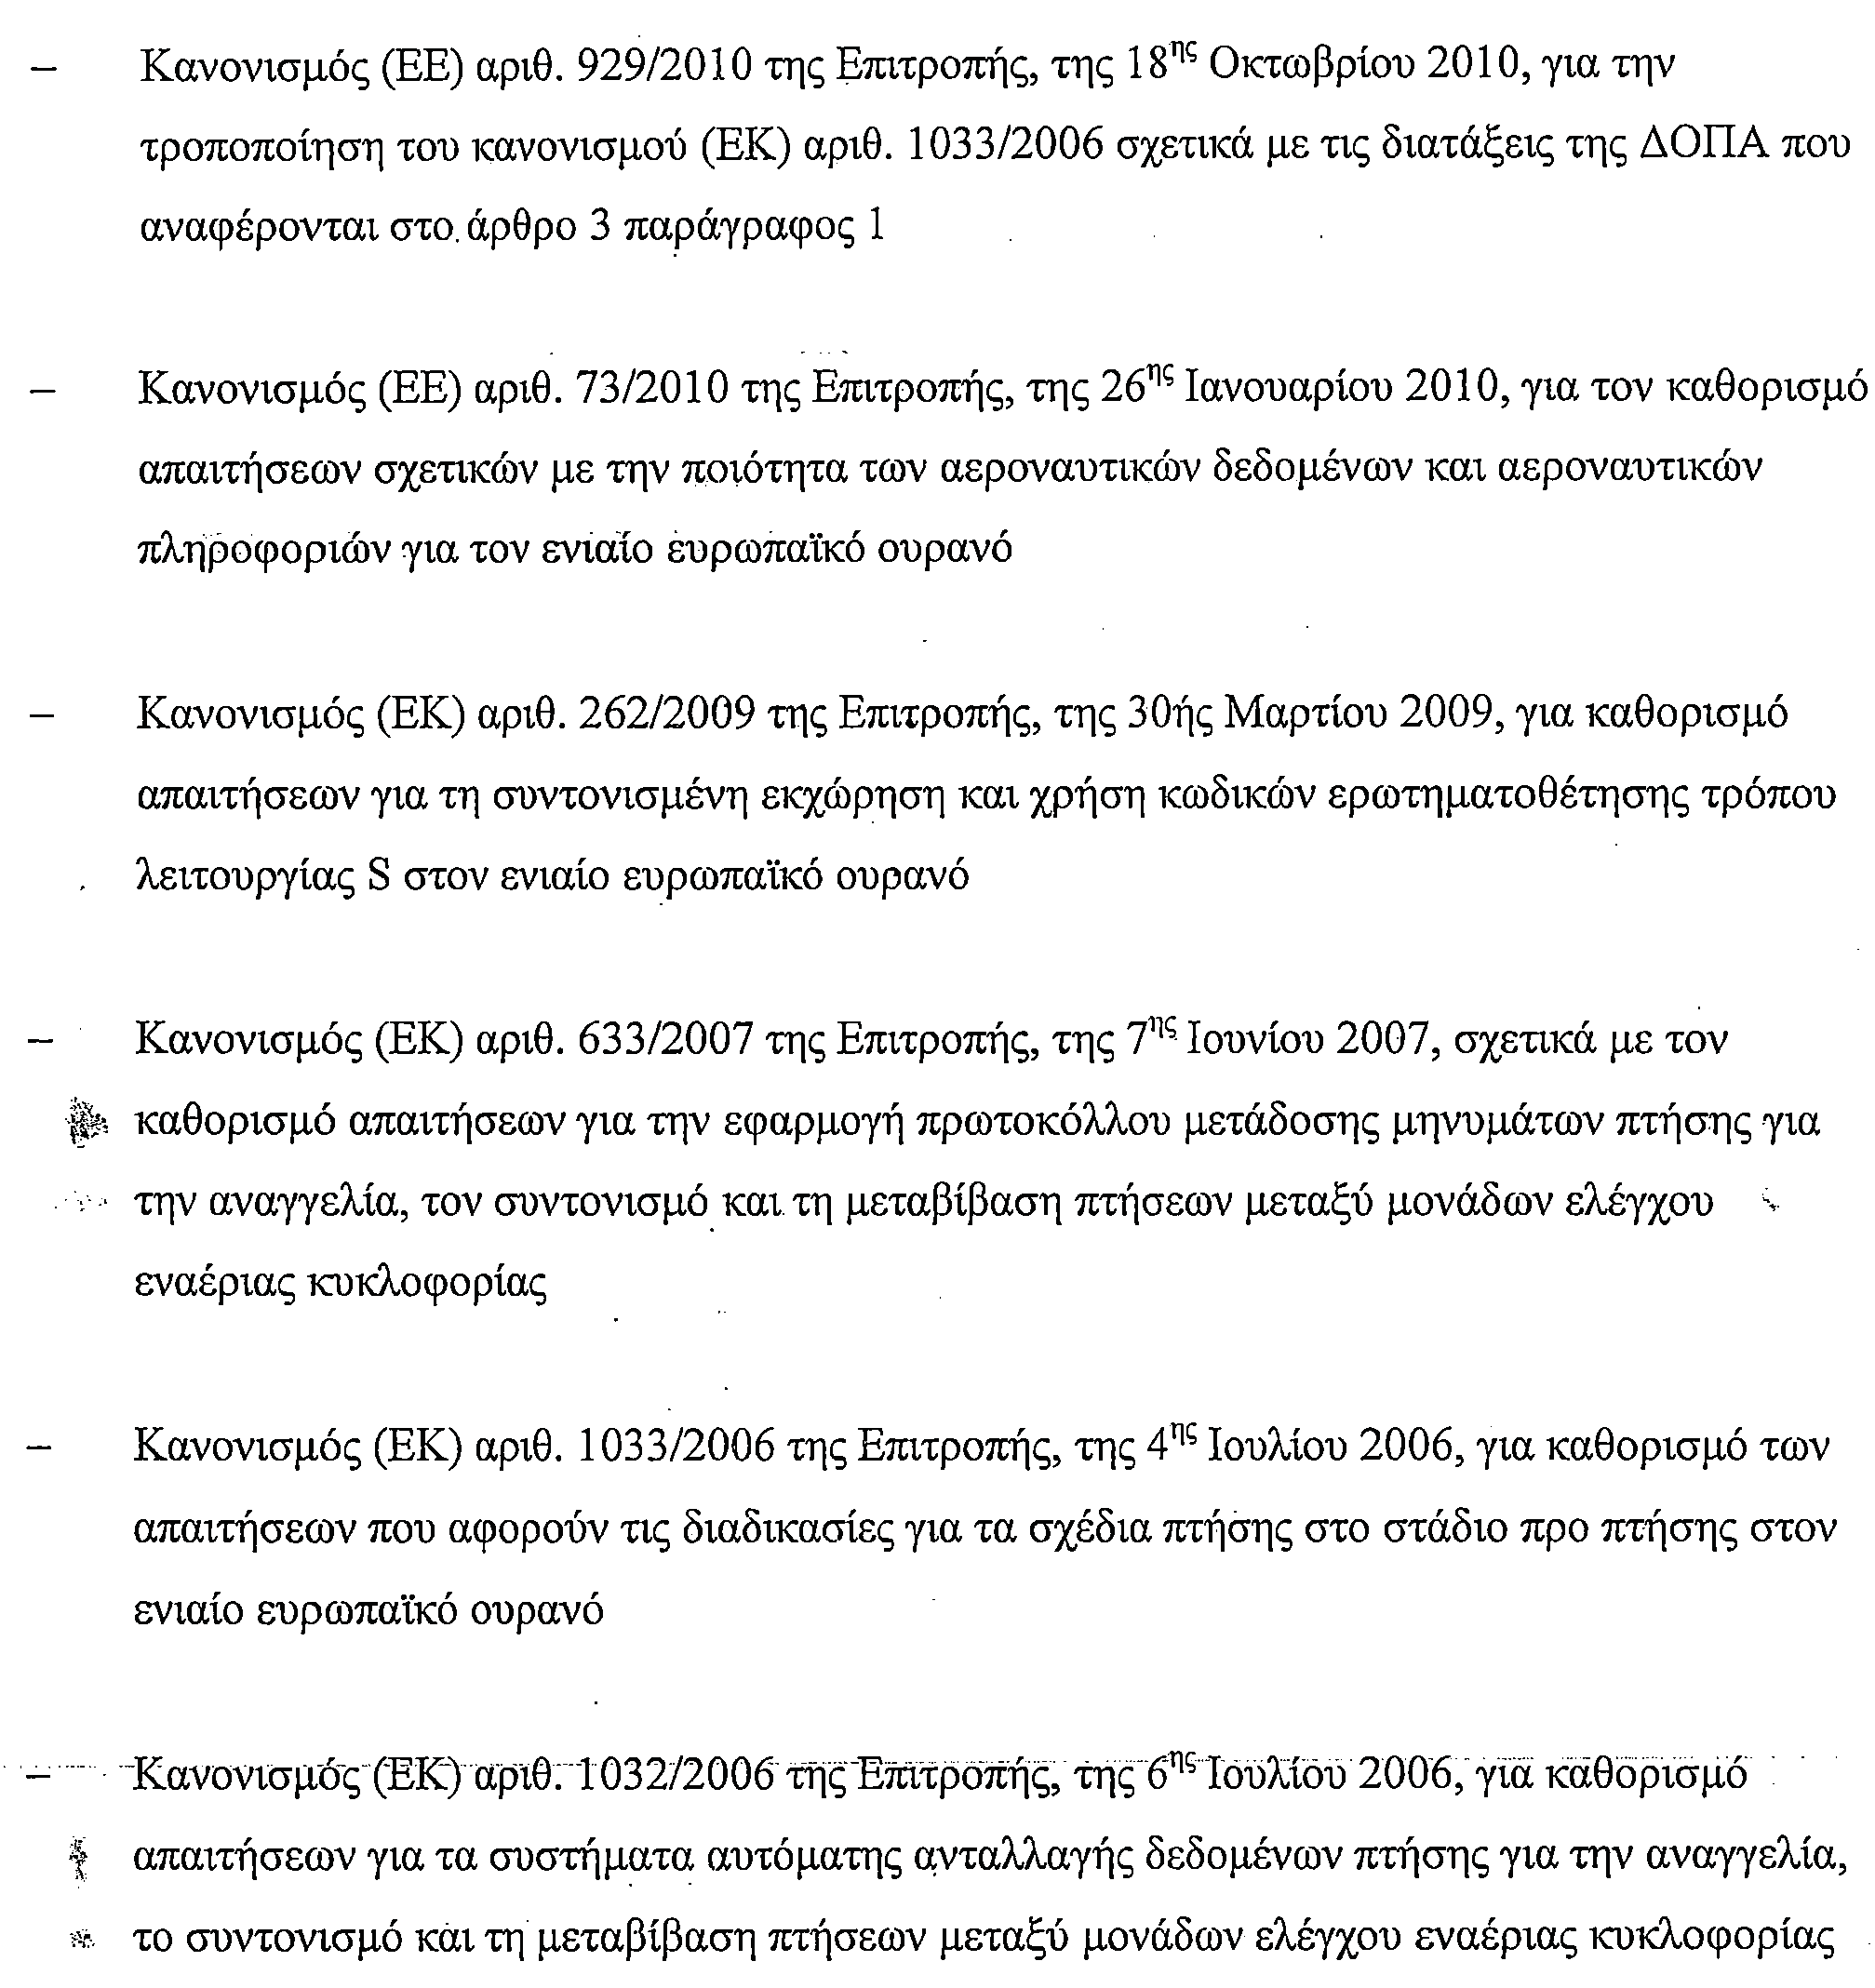 – Κανονισμός (ΕΕ) αριθ. 929/2010 της Επιτροπής, της 18ης Οκτωβρίου 2010, για την
τροποποίηση του κανονισμού (ΕΚ) αριθ. 1033/2006 σχετικά με τις διατάξεις της ΔΟΠΑ που
αναφέρονται στο άρθρο 3 παράγραφος 1
– Κανονισμός (ΕΕ) αριθ. 73/2010 της Επιτροπής, της 26ης Ιανουαρίου 2010, για τον καθορισμό
απαιτήσεων σχετικών με την ποιότητα των αεροναυτικών δεδομένων και αεροναυτικών
πληροφοριών για τον ενιαίο ευρωπαϊκό ουρανό
– Κανονισμός (ΕΚ) αριθ. 262/2009 της Επιτροπής, της 30ής Μαρτίου 2009, για καθορισμό
απαιτήσεων για τη συντονισμένη εκχώρηση και χρήση κωδικών ερωτηματοθέτησης τρόπου
λειτουργίας S στον ενιαίο ευρωπαϊκό ουρανό
– Κανονισμός (ΕΚ) αριθ. 633/2007 της Επιτροπής, της 7ης Ιουνίου 2007, σχετικά με τον
καθορισμό απαιτήσεων για την εφαρμογή πρωτοκόλλου μετάδοσης μηνυμάτων πτήσης για
την αναγγελία, τον συντονισμό και τη μεταβίβαση πτήσεων μεταξύ μονάδων ελέγχου
εναέριας κυκλοφορίας
– Κανονισμός (ΕΚ) αριθ. 1033/2006 της Επιτροπής, της 4ης Ιουλίου 2006, για καθορισμό των
απαιτήσεων που αφορούν τις διαδικασίες για τα σχέδια πτήσης στο στάδιο προ πτήσης στον
ενιαίο ευρωπαϊκό ουρανό
– Κανονισμός (ΕΚ) αριθ. 1032/2006 της Επιτροπής, της 6ης Ιουλίου 2006, για καθορισμό
απαιτήσεων για τα συστήματα αυτόματης ανταλλαγής δεδομένων πτήσης για την αναγγελία,
το συντονισμό και τη μεταβίβαση πτήσεων μεταξύ μονάδων ελέγχου εναέριας κυκλοφορίας